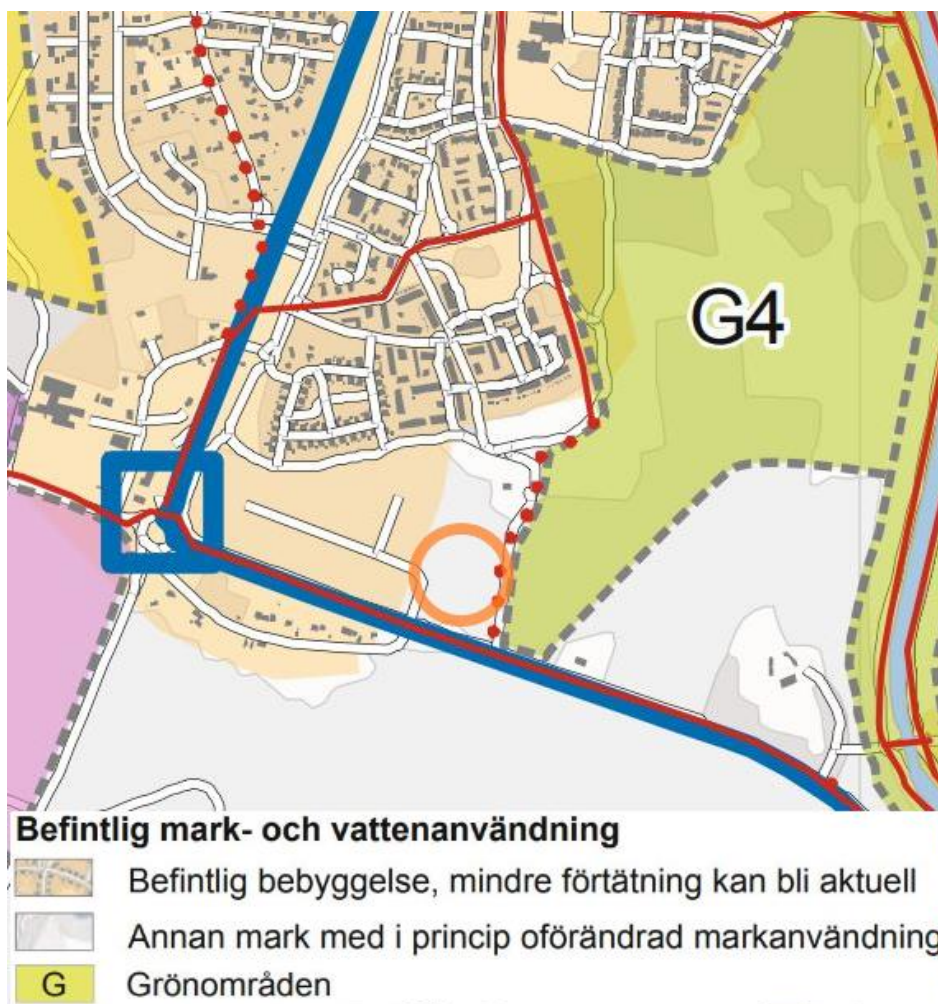 G4
Befintlig mark- och vattenanvändning
Befintlig bebyggelse, mindre förtätning kan bli aktuell
Annan mark med i princip oförändrad markanvändning
G Grönområden